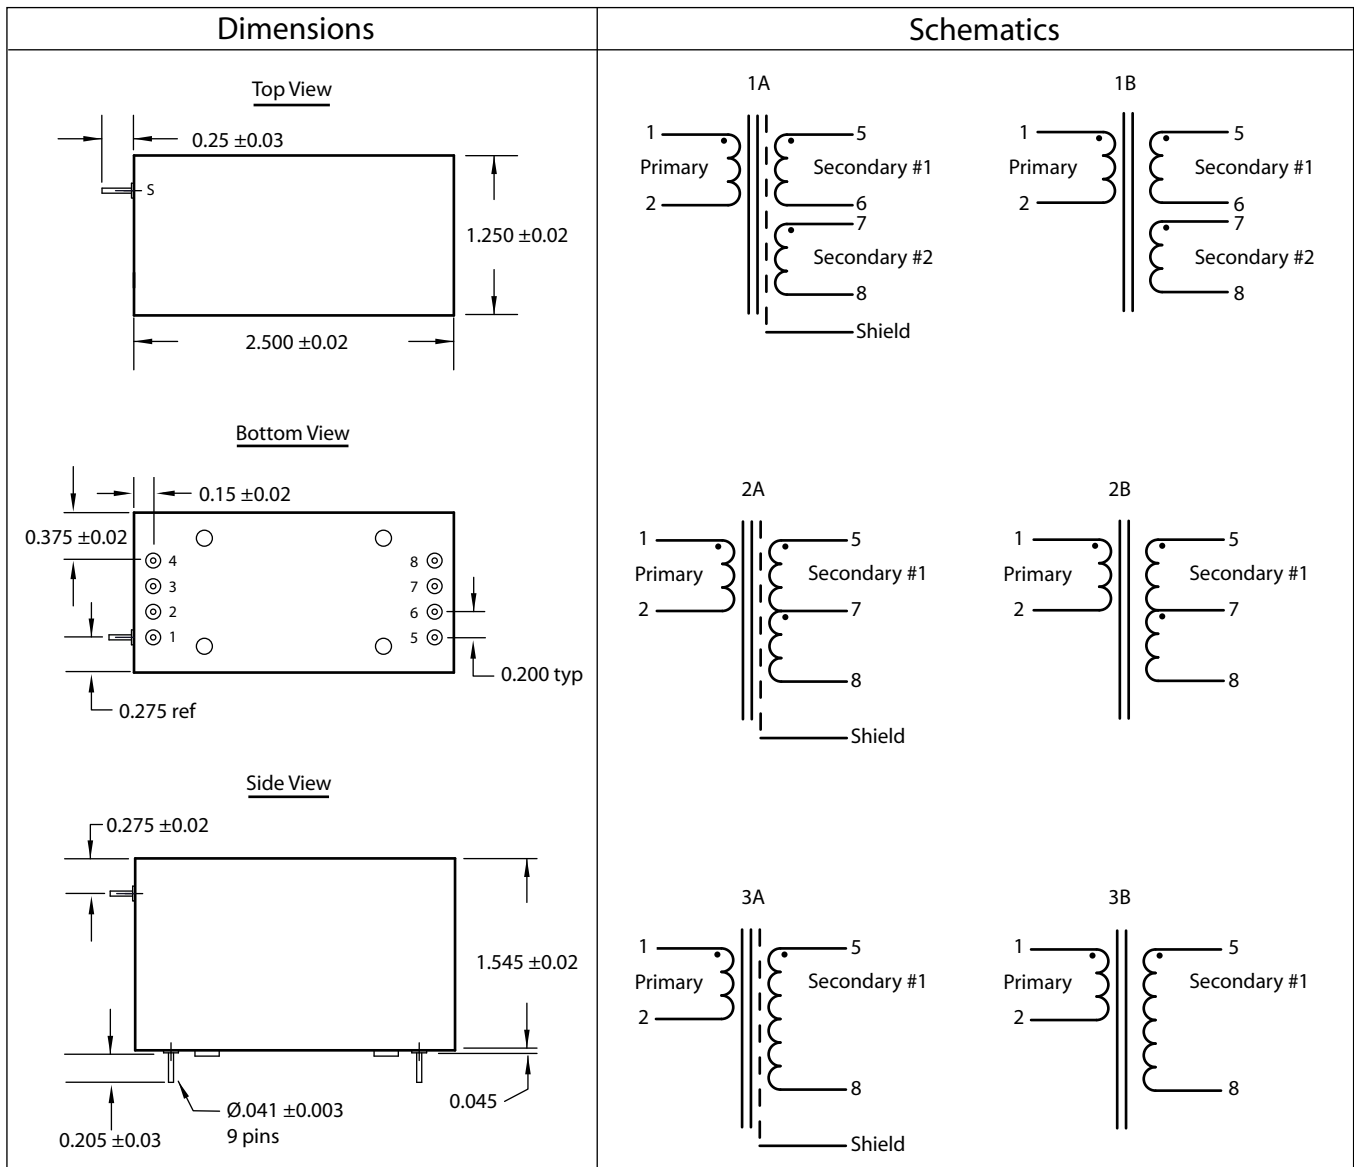 Dimensions
Schematics
Top View
0.25 ±0.03
S
1.250 ±0.02
2.500 ±0.02
Bottom View
0.15 ±0.02
0.375 ±0.02
4
8
3
7
2
6
1
5
0.200 typ
0.275 ref
Side View
0.275 ±0.02
1.545 ±0.02
0.045
Ø.041 ±0.003
9 pins
0.205 ±0.03
1A
1
5
Primary
Secondary #1
2
6
7
Secondary #2
8
Shield
1B
1
5
Primary
Secondary #1
2
6
7
Secondary #2
8
2A
1
5
Primary
Secondary #1
2
7
8
Shield
2B
1
5
Primary
Secondary #1
2
7
8
3A
1
5
Primary
Secondary #1
2
8
Shield
3B
1
5
Primary
Secondary #1
2
8